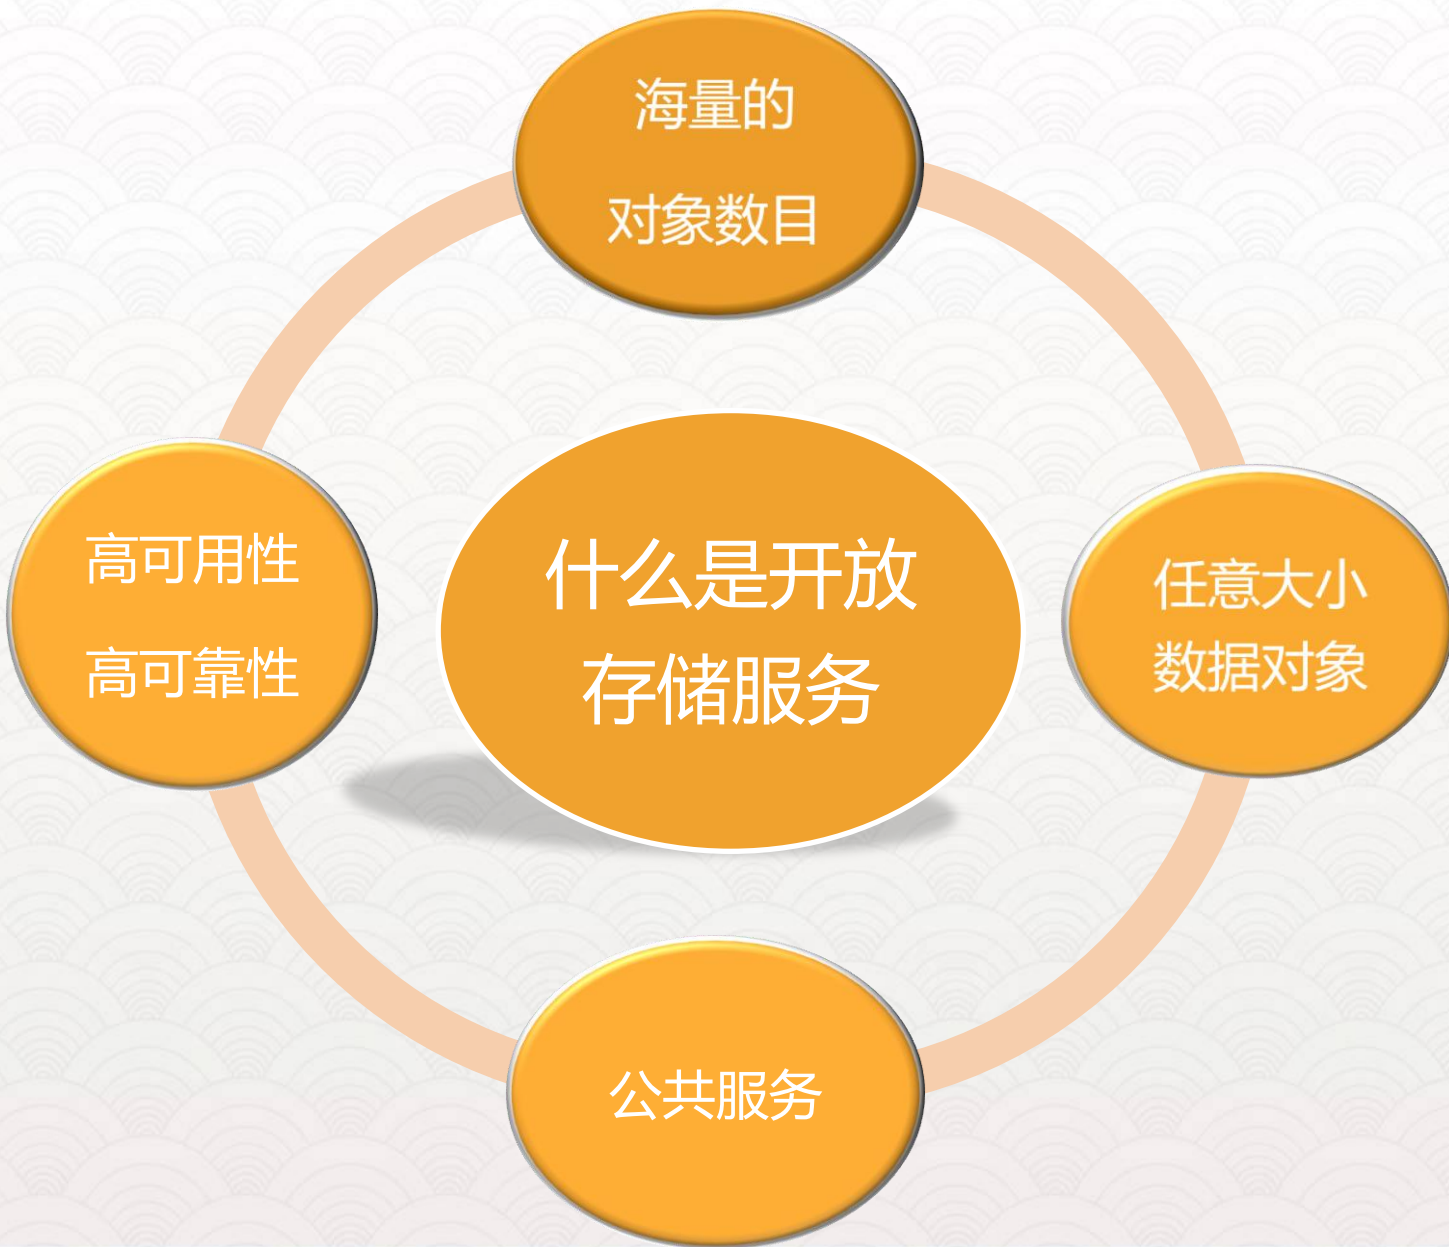 海量的
对象数目
高可用性
高可靠性
什么是开放
存储服务
任意大小
数据对象
公共服务